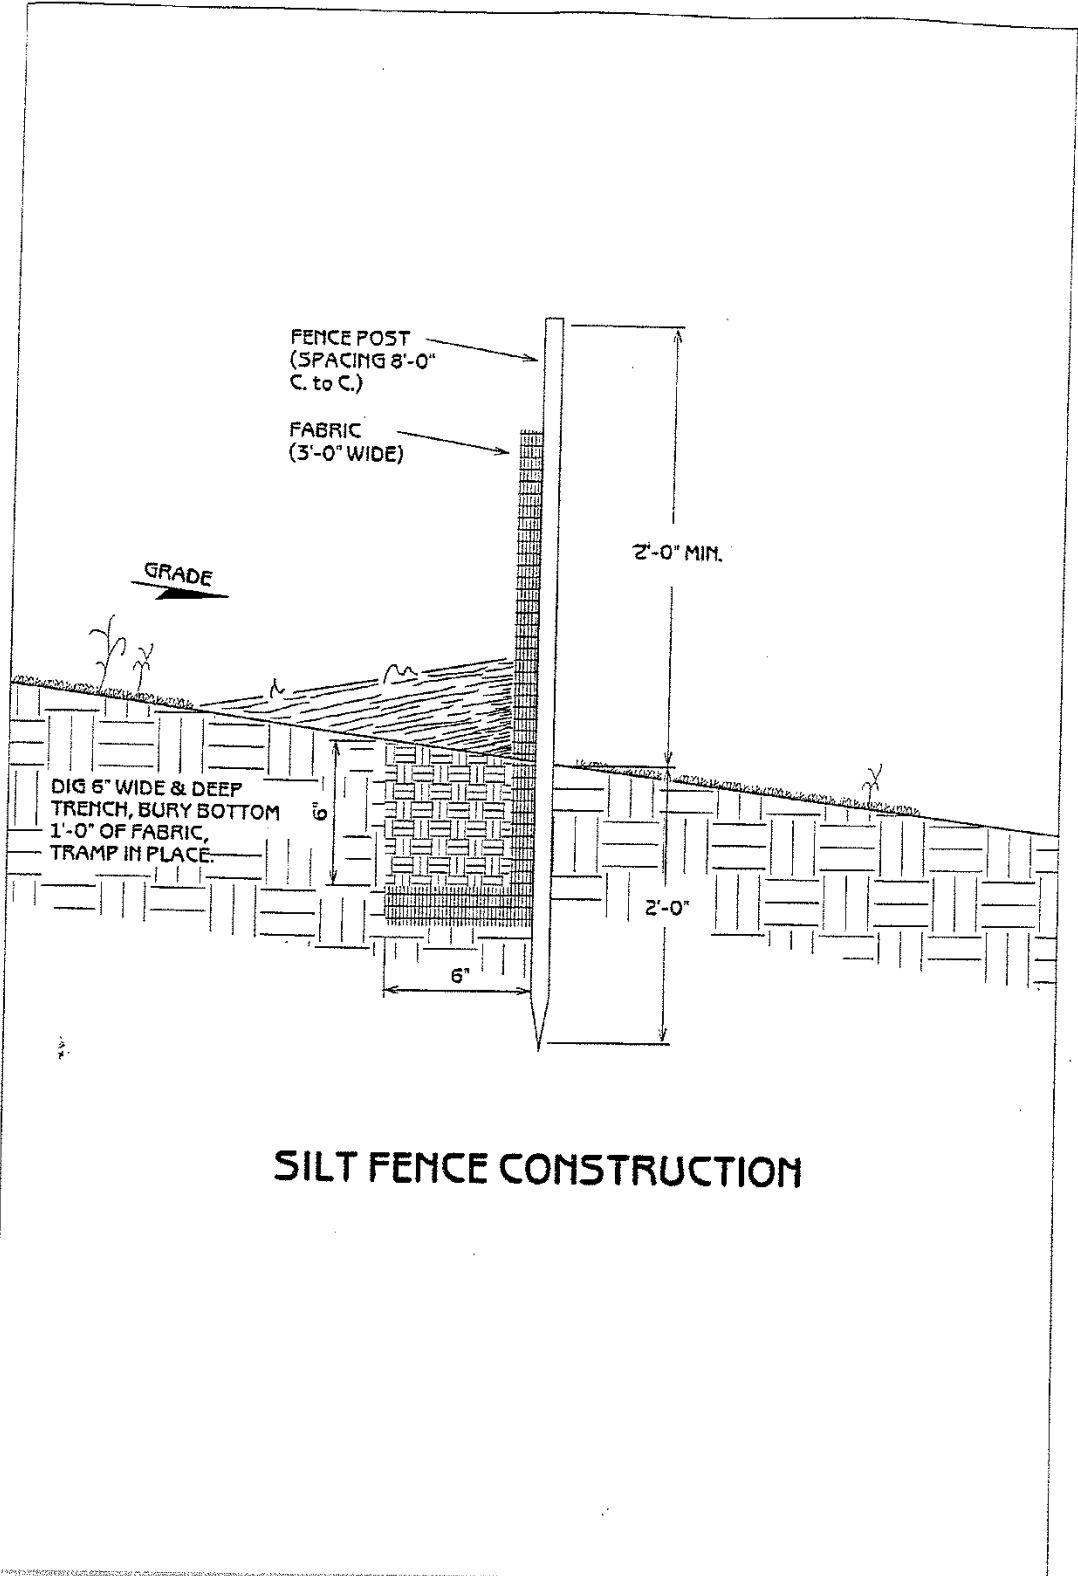 FENCE POST
(SPACING 8'-0"
C. to C.)
FABRIC
(3'-0" WIDE)
2'-0" MIN.
GRADE
DIG 6" WIDE & DEEP
TRENCH, BURY BOTTOM
1'-0" OF FABRIC,
TRAMP IN PLACE.
6"
2'-0"
6"
SILT FENCE CONSTRUCTION